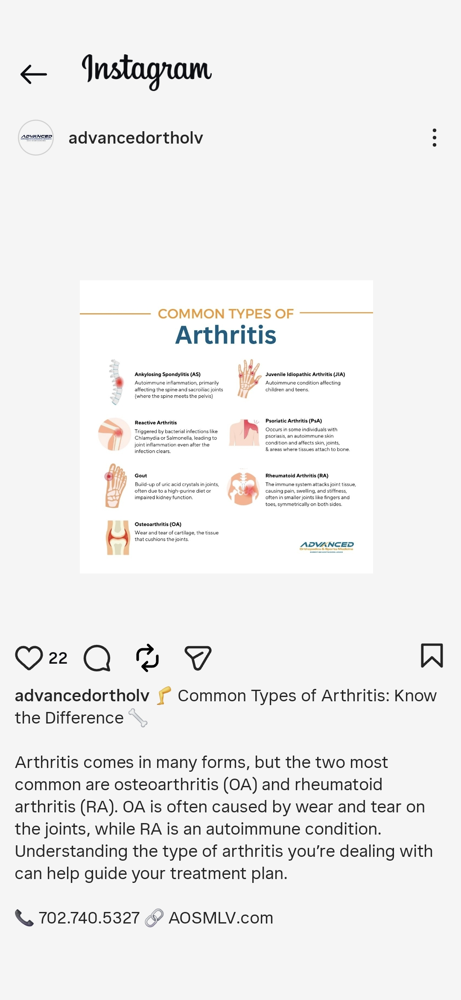 Instagram
ADVANCED
advancedortholv
COMMON TYPES OF
Arthritis
Ankylosing Spondylitis (AS)
Autoimmune inflammation, primarily
affecting the spine and sacroiliac joints
(where the spine meets the pelvis)
Juvenile Idiopathic Arthritis (JIA)
Autoimmune condition affecting
children and teens.
Reactive Arthritis
Triggered by bacterial infections like
Chlamydia or Salmonella, leading to
joint inflammation even after the
infection clears.
Psoriatic Arthritis (PsA)
Occurs in some individuals with
psoriasis, an autoimmune skin
condition and affects skin, joints,
& areas where tissues attach to bone.
Gout
Build-up of uric acid crystals in joints,
often due to a high-purine diet or
impaired kidney function.
Rheumatoid Arthritis (RA)
The immune system attacks joint tissue,
causing pain, swelling, and stiffness,
often in smaller joints like fingers and
toes, symmetrically on both sides.
Osteoarthritis (OA)
Wear and tear of cartilage, the tissue
that cushions the joints.
ADVANCED
Orthopedics & Sports Medicine
EXPERTISE MEETS EXCELLENCE
22
advancedortholv 🦵 Common Types of Arthritis: Know
the Difference 🦴
Arthritis comes in many forms, but the two most
common are osteoarthritis (OA) and rheumatoid
arthritis (RA). OA is often caused by wear and tear on
the joints, while RA is an autoimmune condition.
Understanding the type of arthritis you're dealing with
can help guide your treatment plan.
📞 702.740.5327 🔗 AOSMLV.com